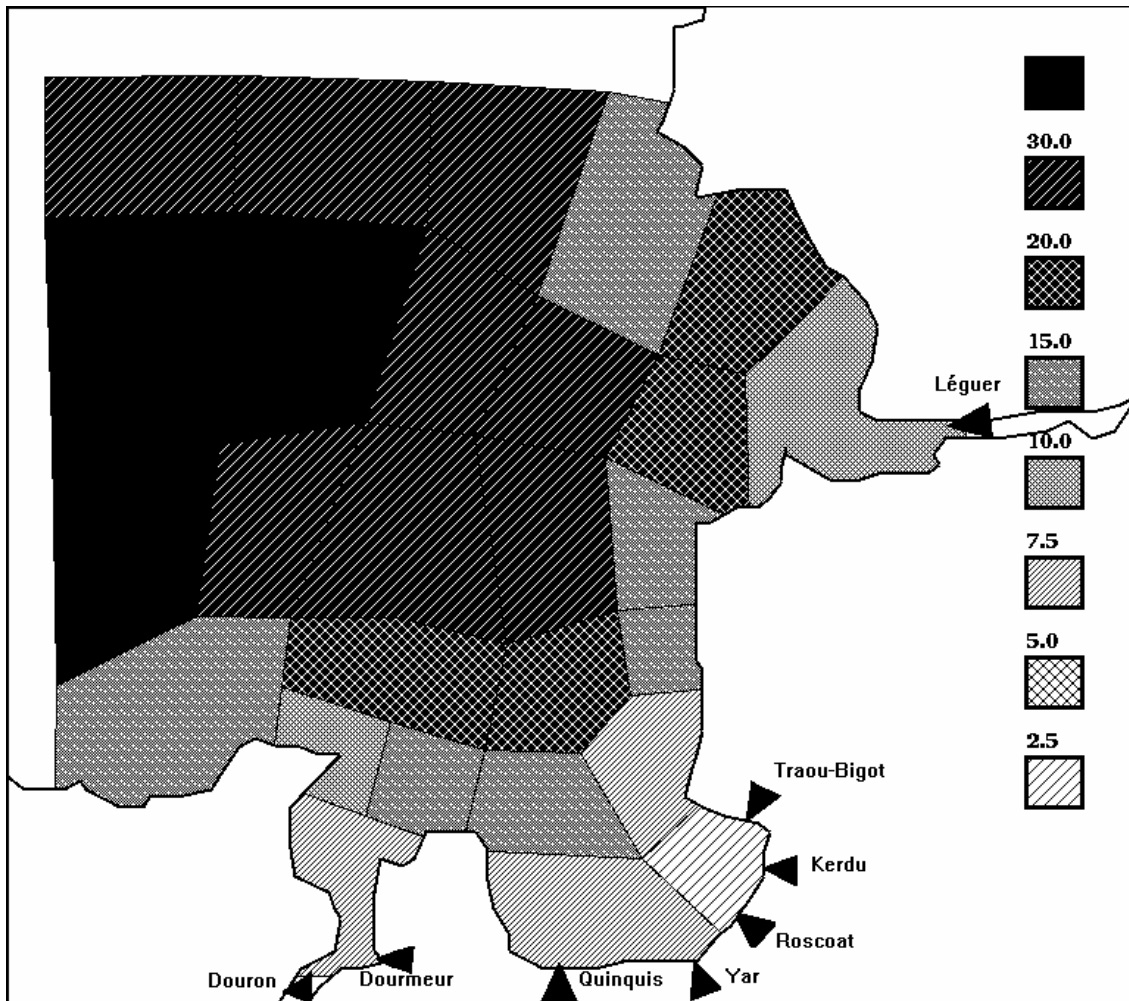 30.0
20.0
15.0
Léguer
10.0
7.5
5.0
2.5
Traou-Bigot
Kerdu
Roscoat
Douron
Dourmeur
Quinquis
Yar